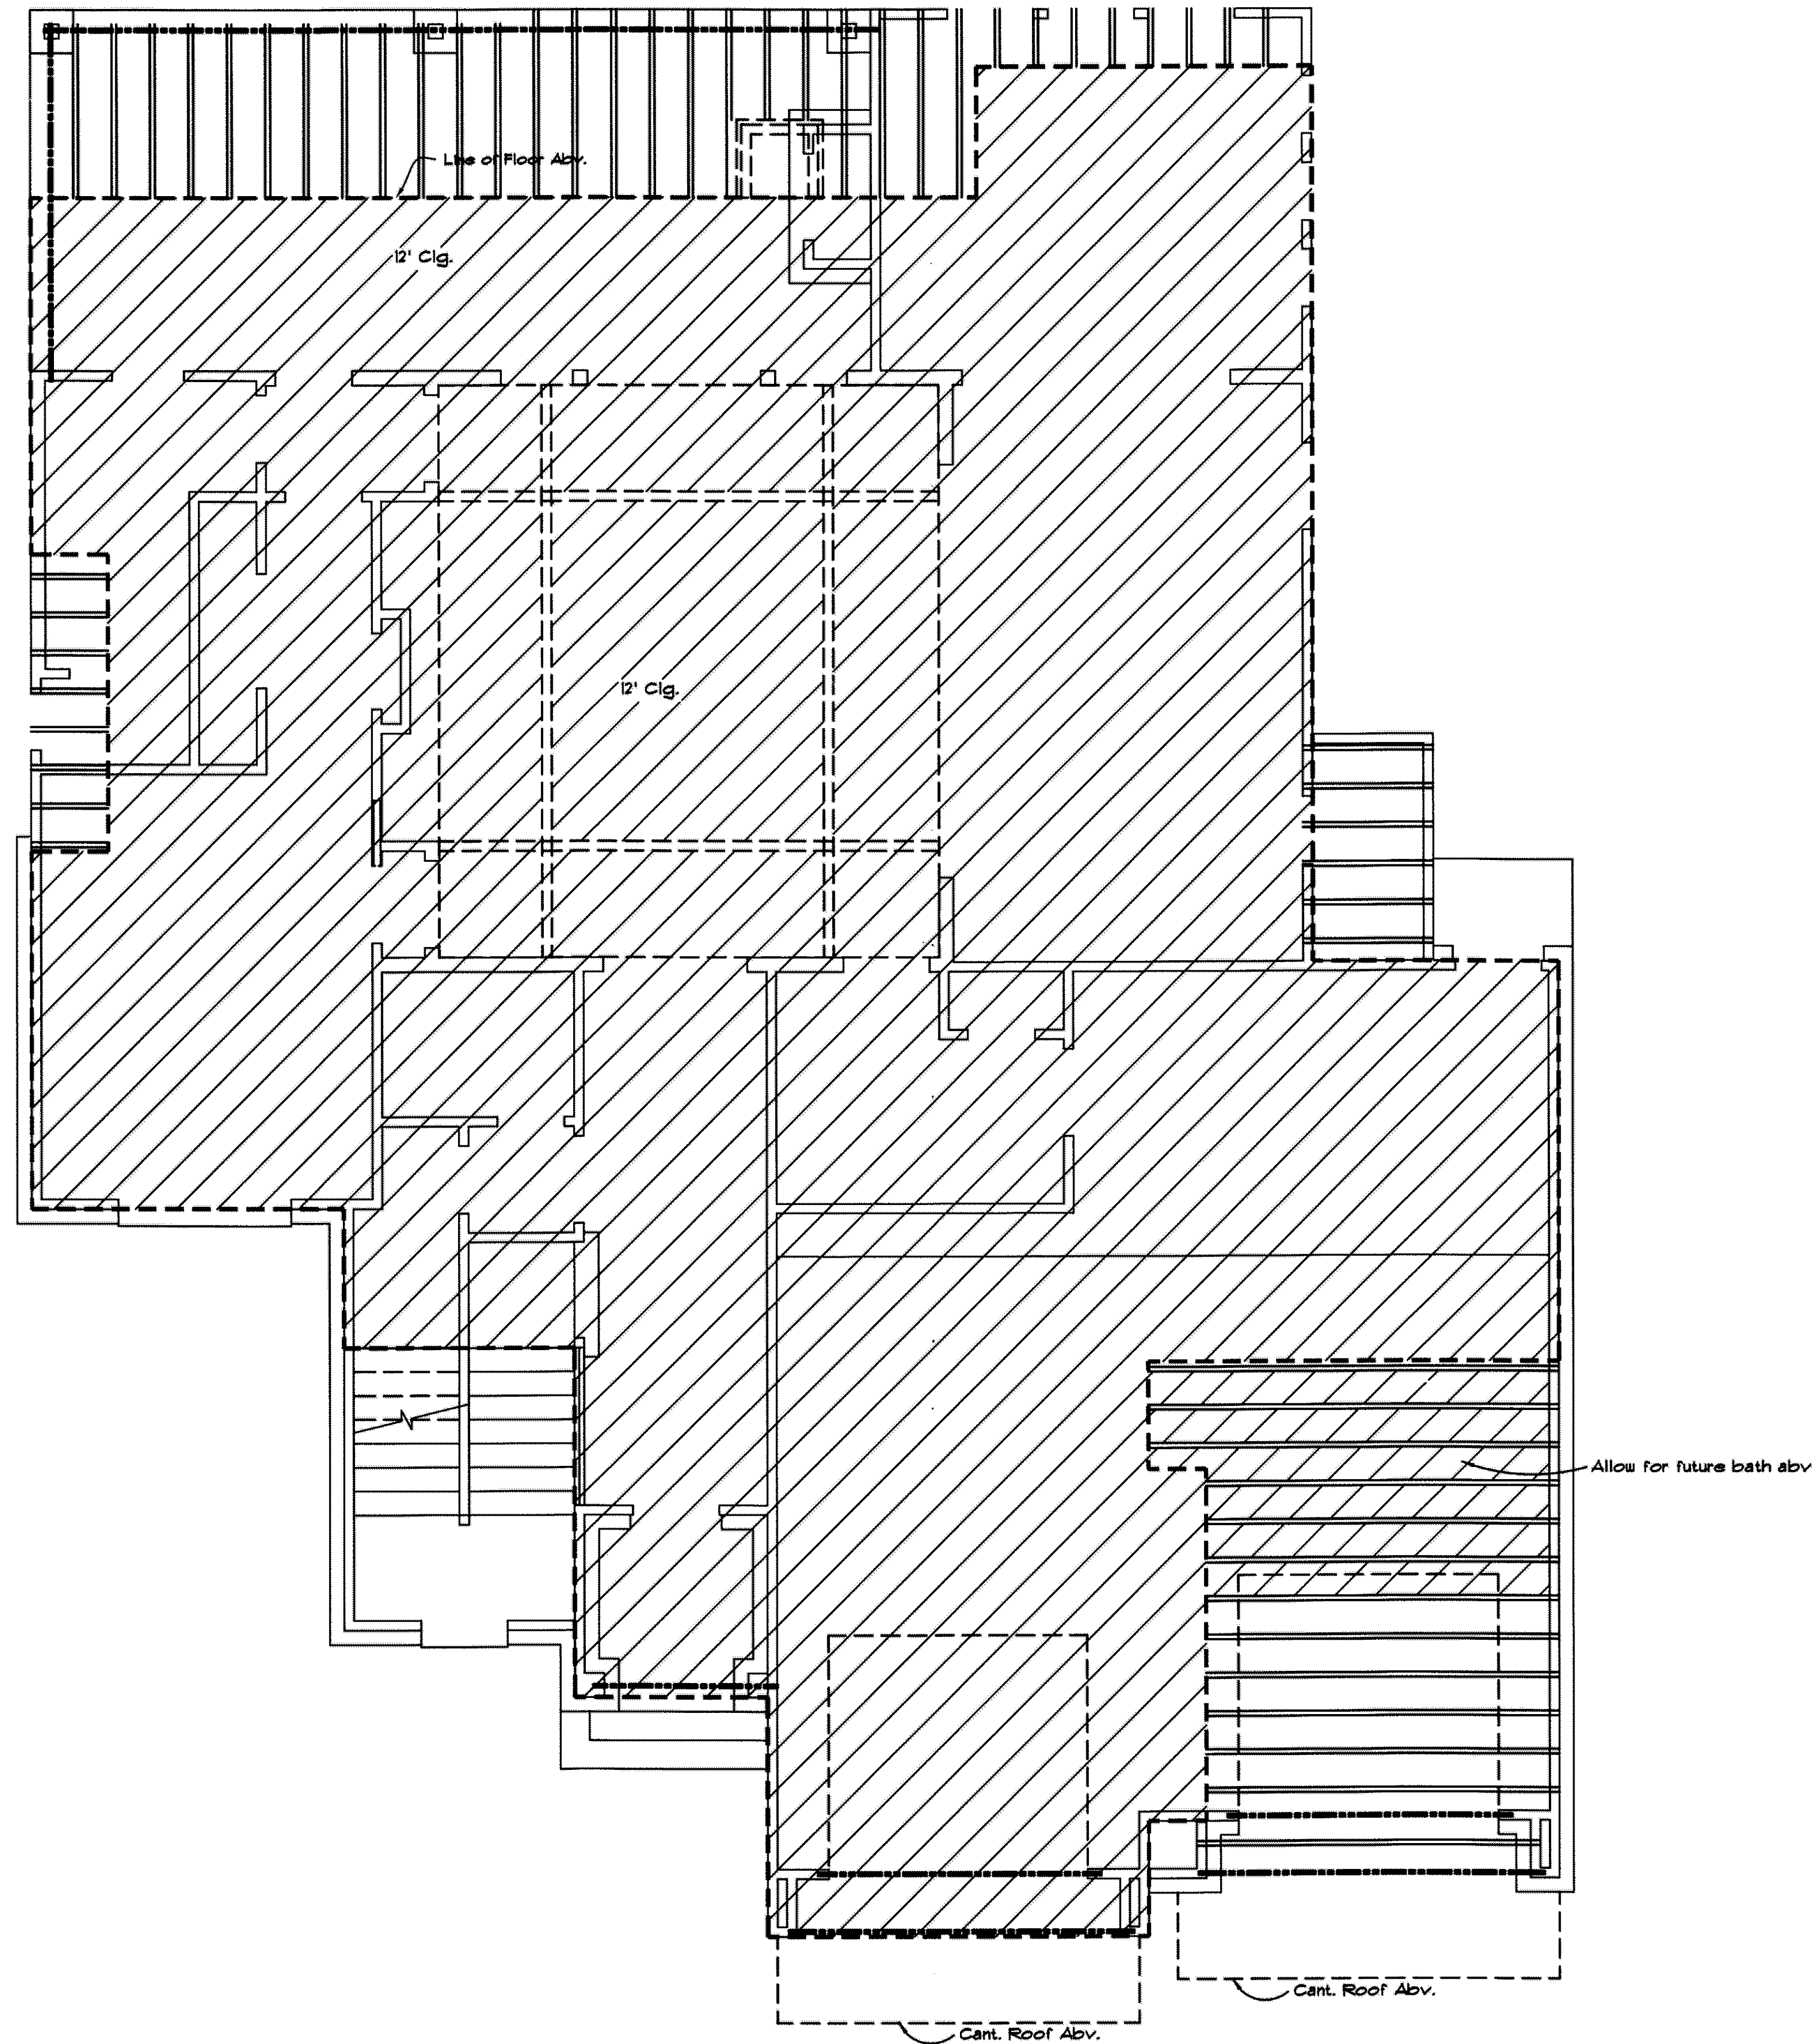 Line of Floor Abv.
12' Clg.
12' Clg.
Allow for future bath abv
Cant. Roof Abv.
Cant. Roof Abv.